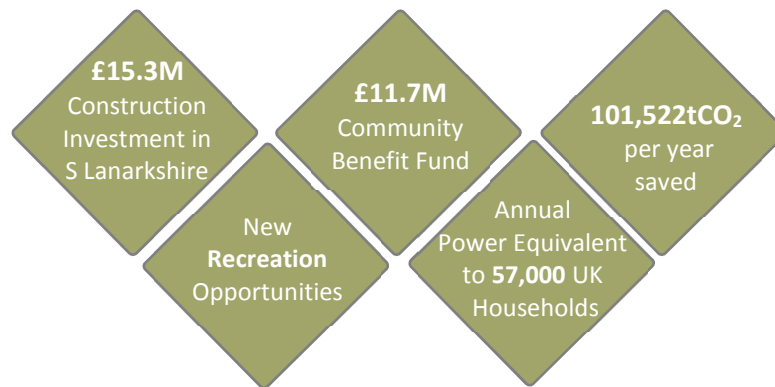 £15.3M
Construction
Investment in
S Lanarkshire
New
Recreation
Opportunities
£11.7M
Community
Benefit Fund
Annual
Power Equivalent
to 57,000 UK
Households
101,522tCO₂
per year
saved